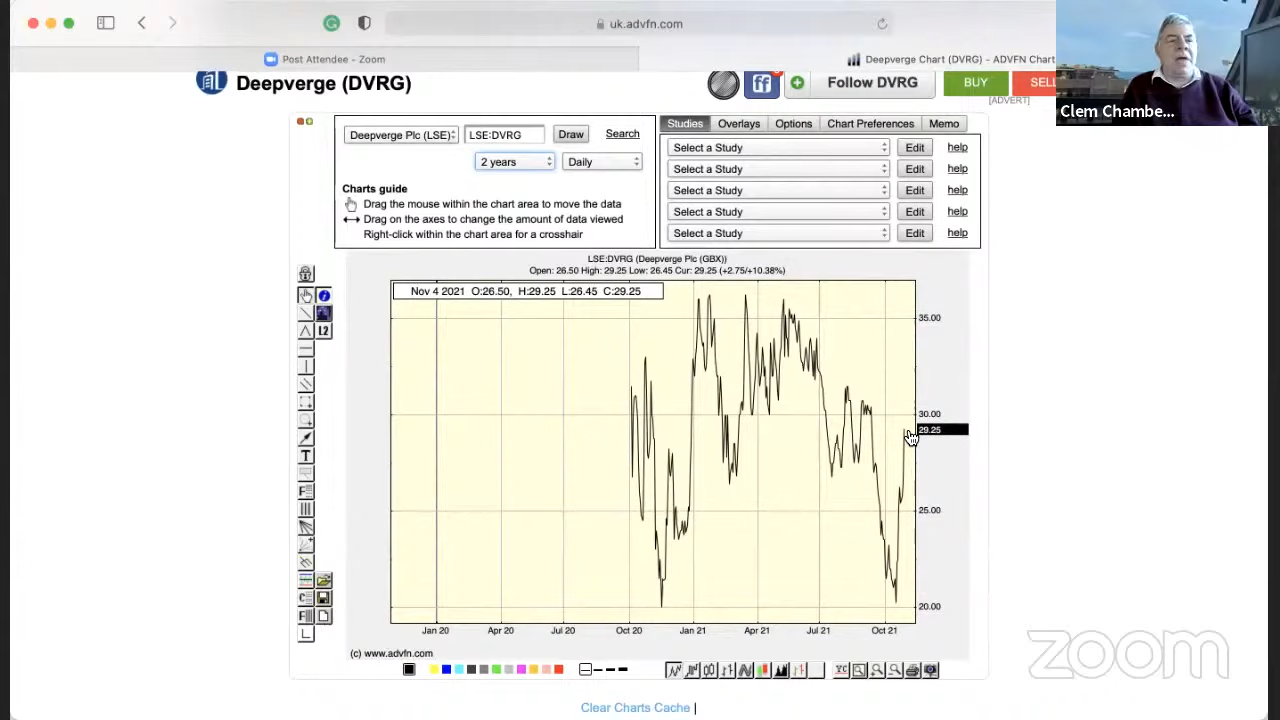 uk.advfn.com
Post Attendee - Zoom
Deepverge Chart (DVRG) - ADVFN Chart
Deepverge (DVRG)
ff
Follow DVRG
BUY
SELL
[ADVERT]
Clem Chambe...
Deepverge Plc (LSE)
LSE:DVRG
Draw
Search
2 years
Daily
Charts guide
Drag the mouse within the chart area to move the data
Drag on the axes to change the amount of data viewed
Right-click within the chart area for a crosshair
Studies
Overlays
Options
Chart Preferences
Memo
Select a Study Edit help
Select a Study Edit help
Select a Study Edit help
Select a Study Edit help
Select a Study Edit help
LSE:DVRG (Deepverge Plc (GBX))
Open: 26.50 High: 29.25 Low: 26.45 Cur: 29.25 (+2.75/+10.38%)
Nov 4 2021 O:26.50, H:29.25 L:26.45 C:29.25
L2
T
35.00
30.00
29.25
25.00
20.00
Jan 20 Apr 20 Jul 20 Oct 20 Jan 21 Apr 21 Jul 21 Oct 21
(c) www.advfn.com
Clear Charts Cache |
zoom